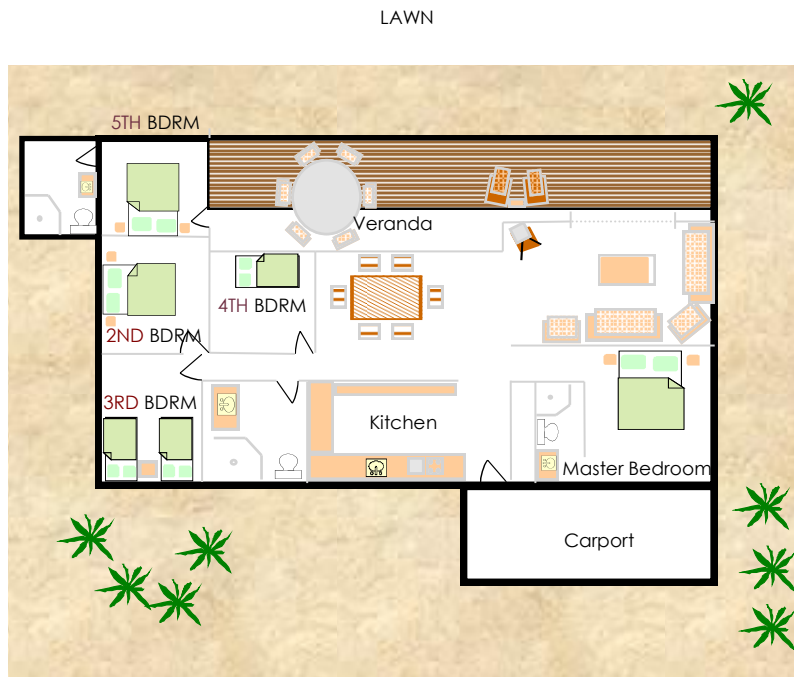 LAWN
5TH BDRM
Veranda
4TH BDRM
2ND BDRM
3RD BDRM
Kitchen
Master Bedroom
Carport